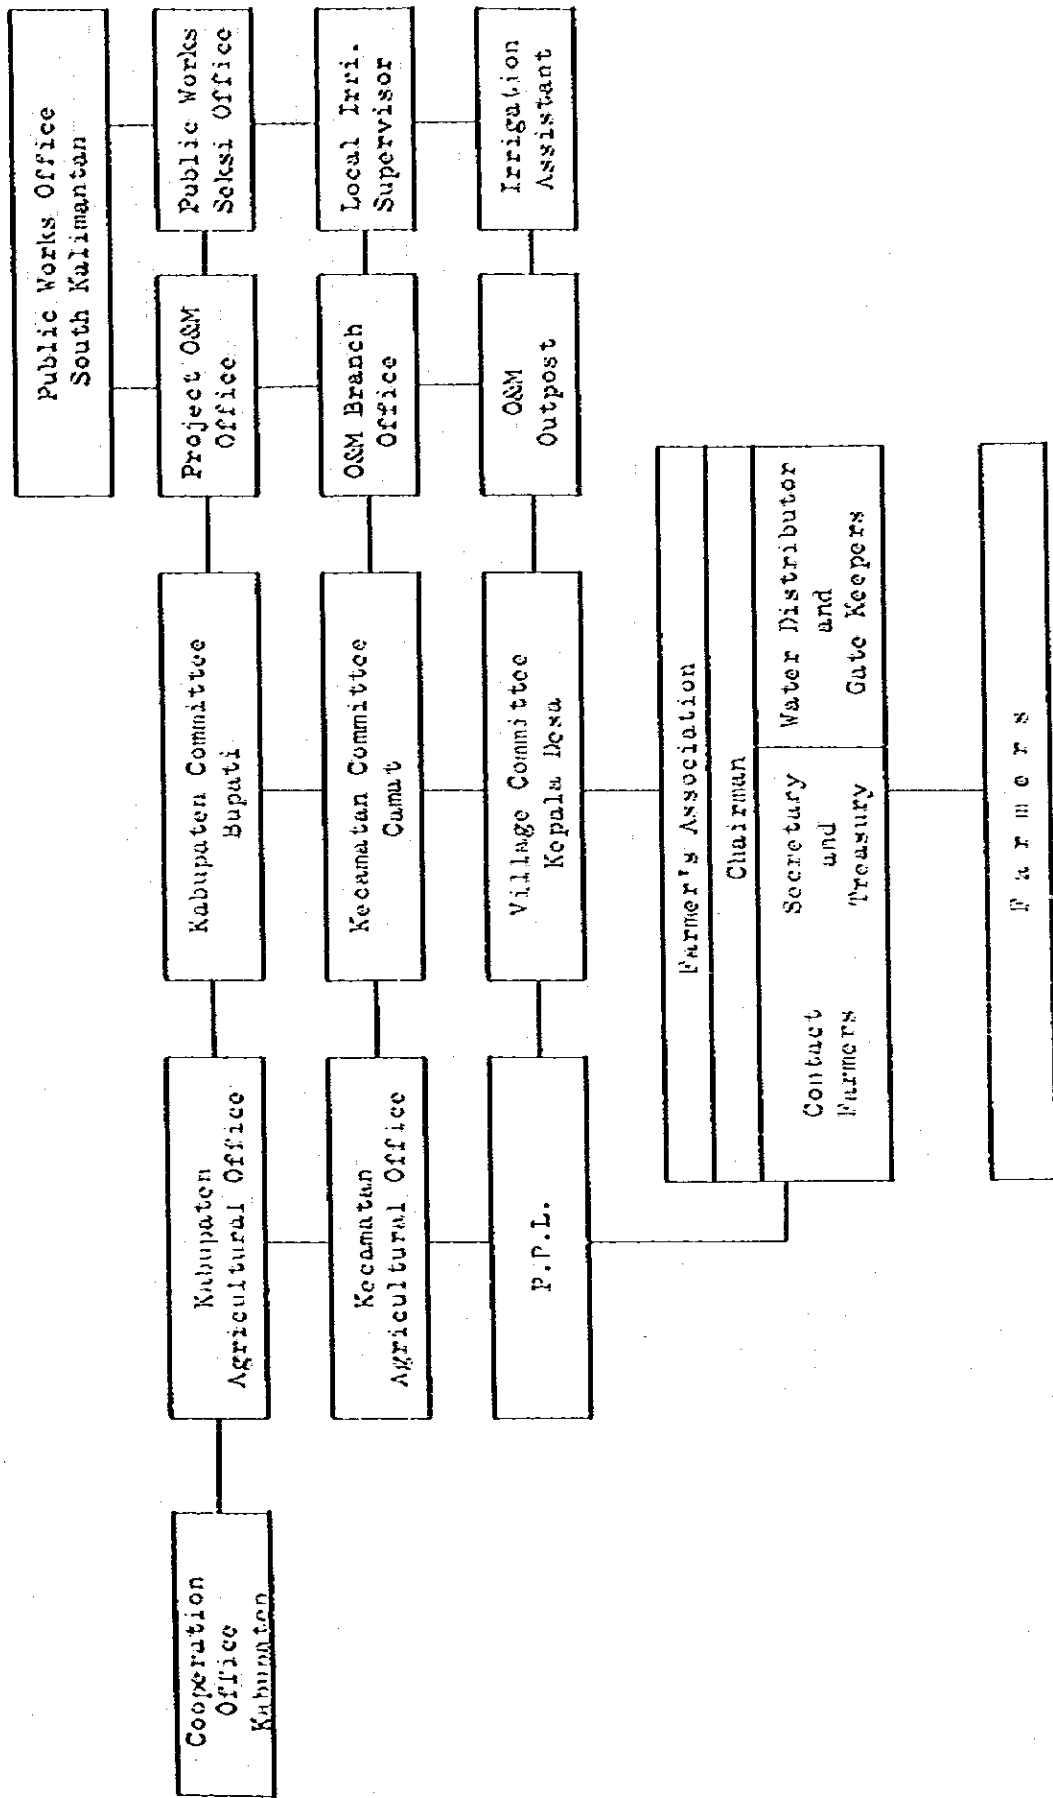 Public Works Office
South Kalimantan
Cooperation
Office
Kabupaten
Kabupaten
Agricultural Office
Kabupaten Committee
Bupati
Project O&M
Office
Public Works
Seksi Office
Kecamatan
Agricultural Office
Kecamatan Committee
Camat
O&M Branch
Office
Local Irri.
Supervisor
P.P.L.
Village Committee
Kepala Desa
O&M
Outpost
Irrigation
Assistant
Farmer's Association
Chairman
Contact
Farmers
Secretary
and
Treasury
Water Distributor
and
Gate Keepers
Farmers